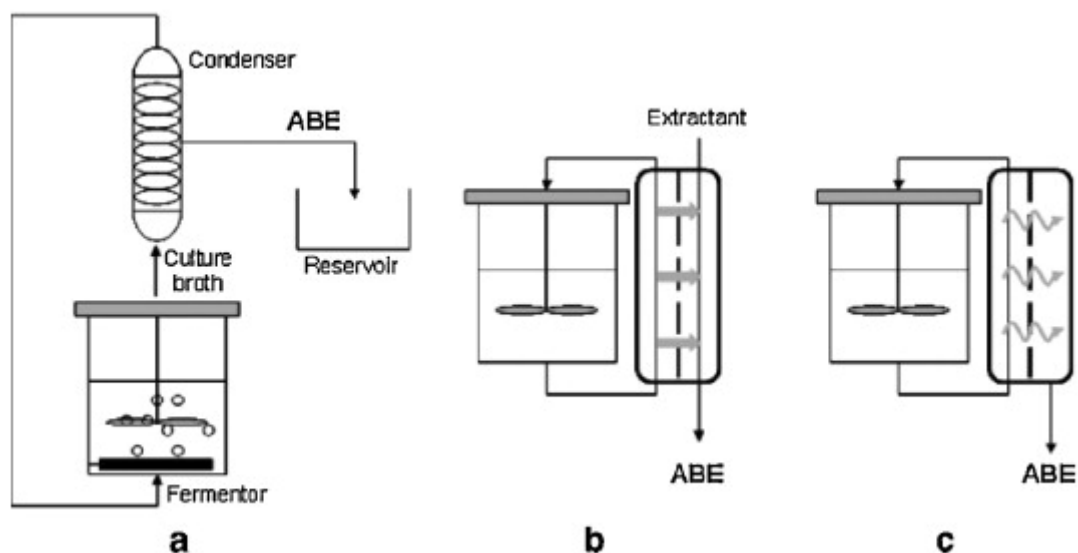 Condenser
ABE
Reservoir
Culture
broth
Fermentor
a
Extractant
ABE
b
ABE
c